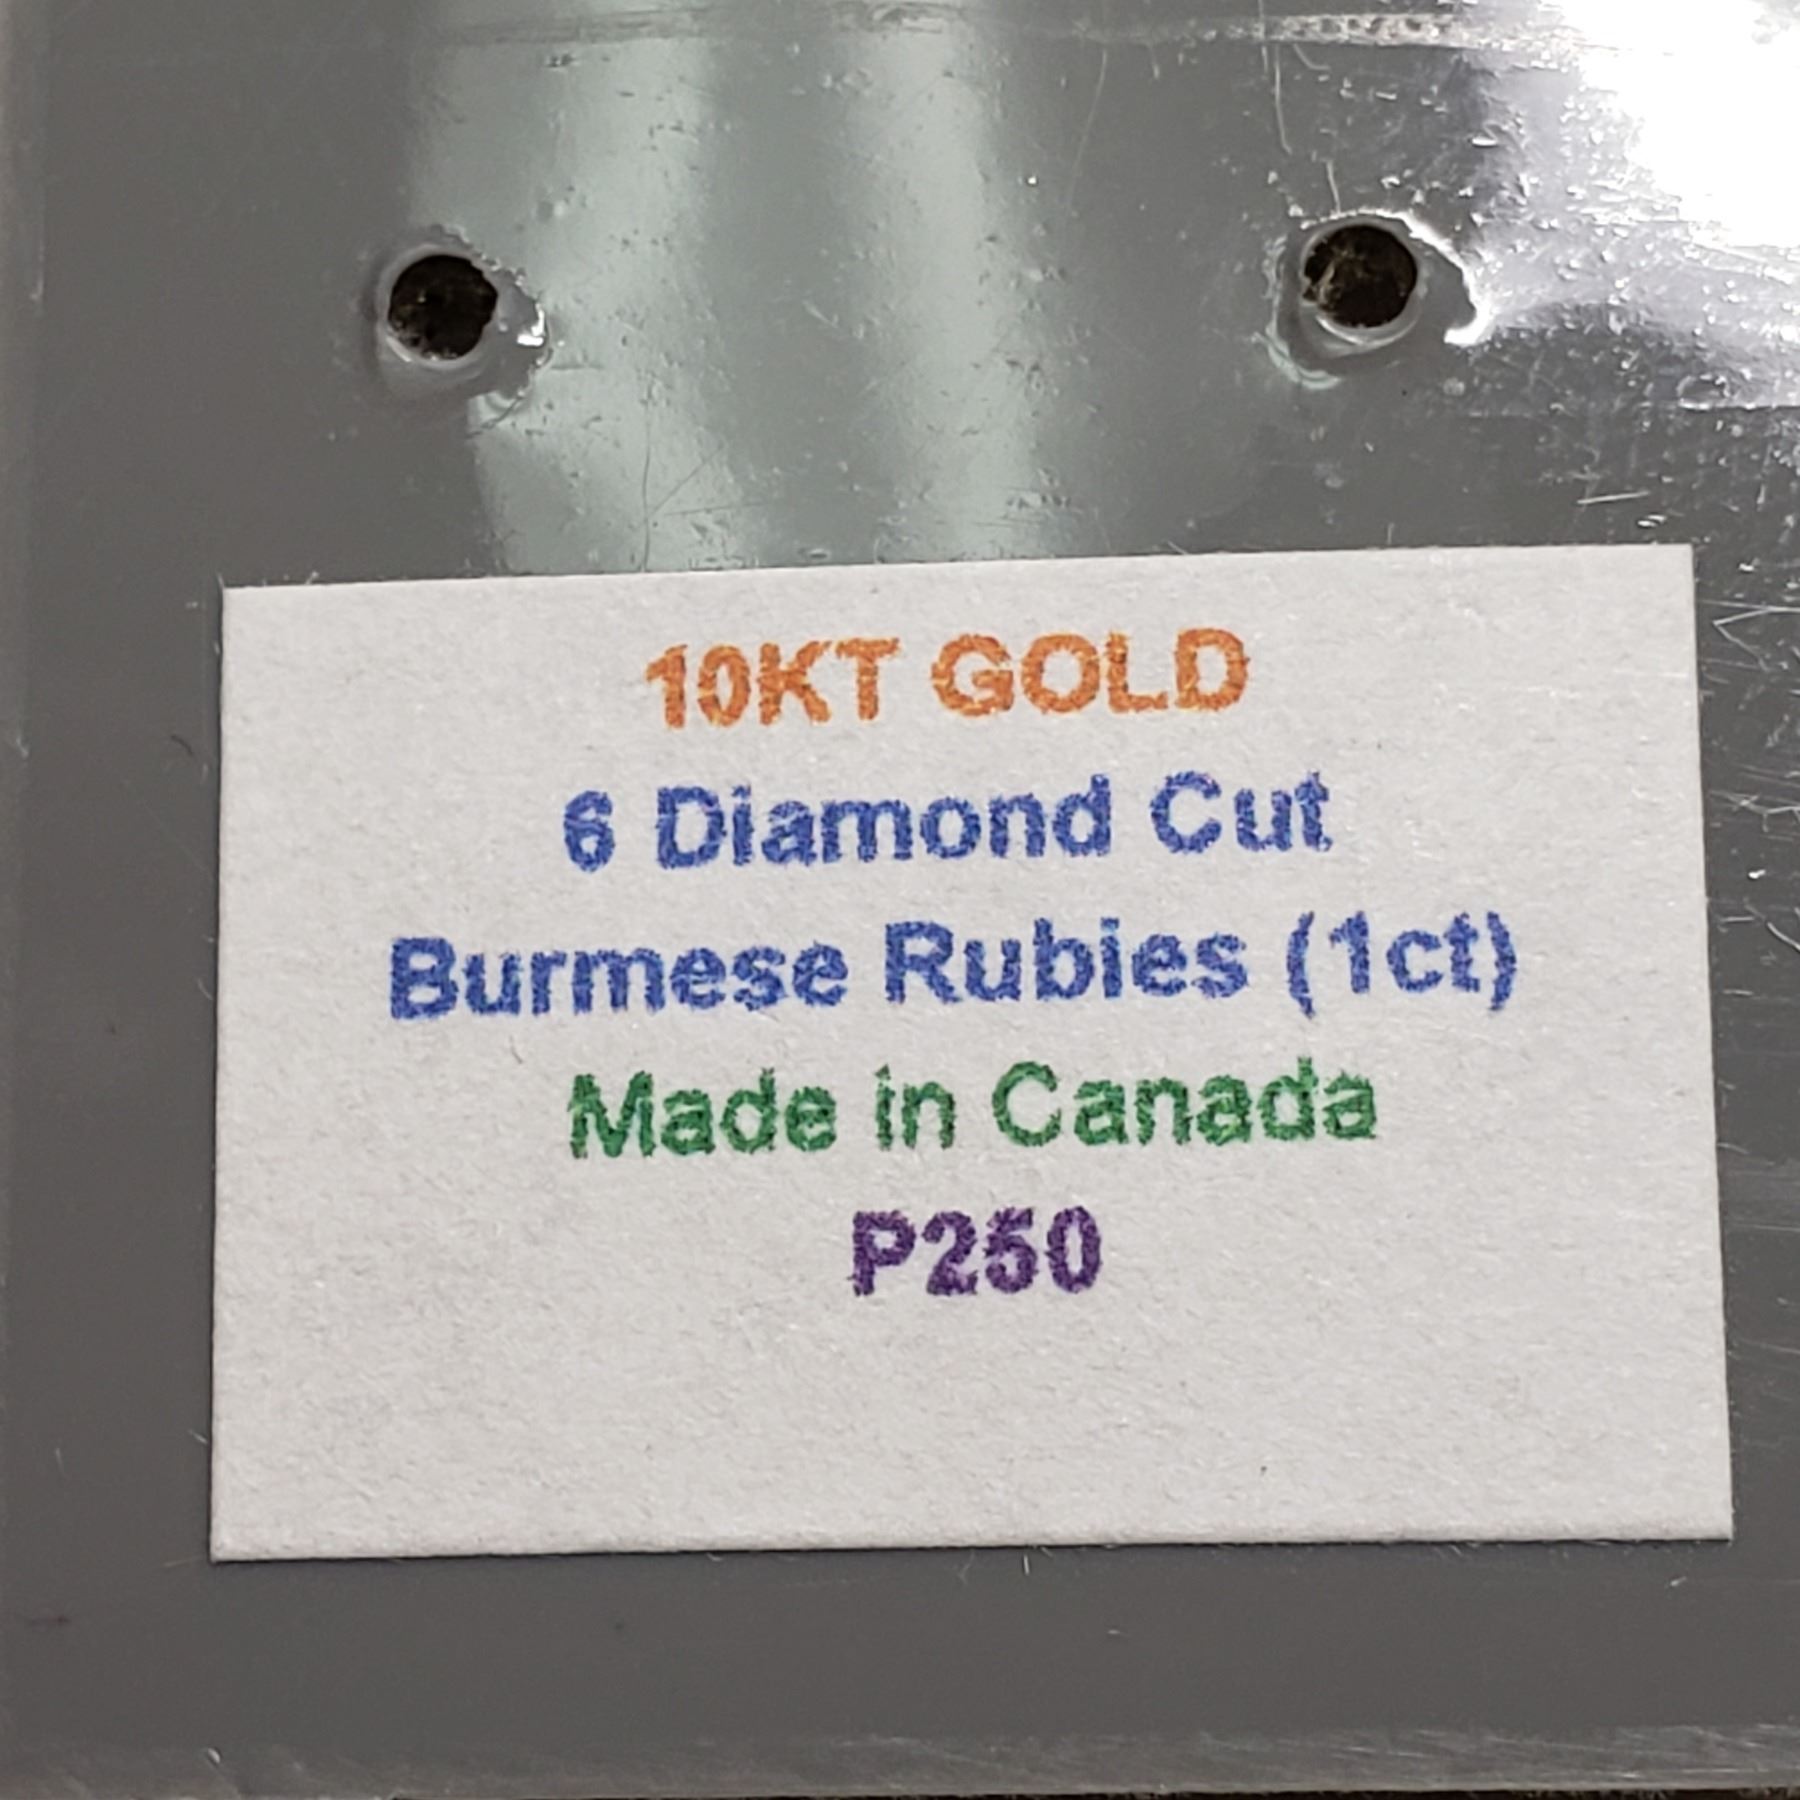 10KT GOLD
6 Diamond Cut
Burmese Rubies (1ct)
Made in Canada
P250